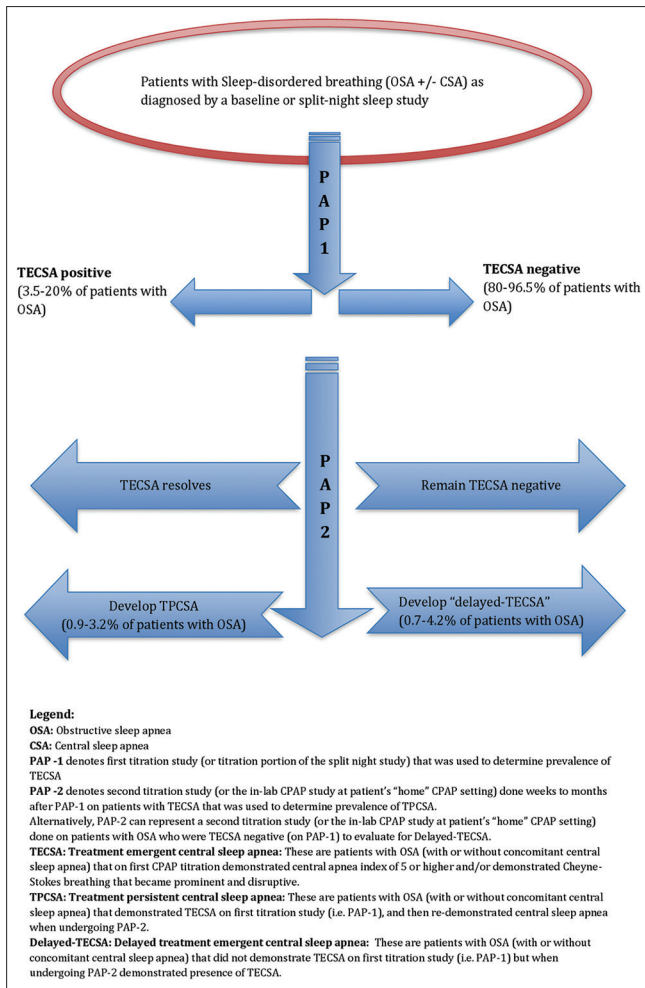 Patients with Sleep-disordered breathing (OSA +/- CSA) as
diagnosed by a baseline or split-night sleep study
P
A
P
1
TECSA positive
(3.5-20% of patients with
OSA)
TECSA negative
(80-96.5% of patients with
OSA)
P
A
P
2
TECSA resolves
Remain TECSA negative
Develop TPCSA
(0.9-3.2% of patients with OSA)
Develop “delayed-TECSA”
(0.7-4.2% of patients with OSA)
Legend:
OSA: Obstructive sleep apnea
CSA: Central sleep apnea
PAP -1 denotes first titration study (or titration portion of the split night study) that was used to determine prevalence of
TECSA
PAP -2 denotes second titration study (or the in-lab CPAP study at patient’s “home” CPAP setting) done weeks to months
after PAP-1 on patients with TECSA that was used to determine prevalence of TPCSA.
Alternatively, PAP-2 can represent a second titration study (or the in-lab CPAP study at patient’s “home” CPAP setting)
done on patients with OSA who were TECSA negative (on PAP-1) to evaluate for Delayed-TECSA.
TECSA: Treatment emergent central sleep apnea: These are patients with OSA (with or without concomitant central
sleep apnea) that on first CPAP titration demonstrated central apnea index of 5 or higher and/or demonstrated Cheyne-
Stokes breathing that became prominent and disruptive.
TPCSA: Treatment persistent central sleep apnea: These are patients with OSA (with or without concomitant central
sleep apnea) that demonstrated TECSA on first titration study (i.e. PAP-1), and then re-demonstrated central sleep apnea
when undergoing PAP-2.
Delayed-TECSA: Delayed treatment emergent central sleep apnea: These are patients with OSA (with or without
concomitant central sleep apnea) that did not demonstrate TECSA on first titration study (i.e. PAP-1) but when
undergoing PAP-2 demonstrated presence of TECSA.